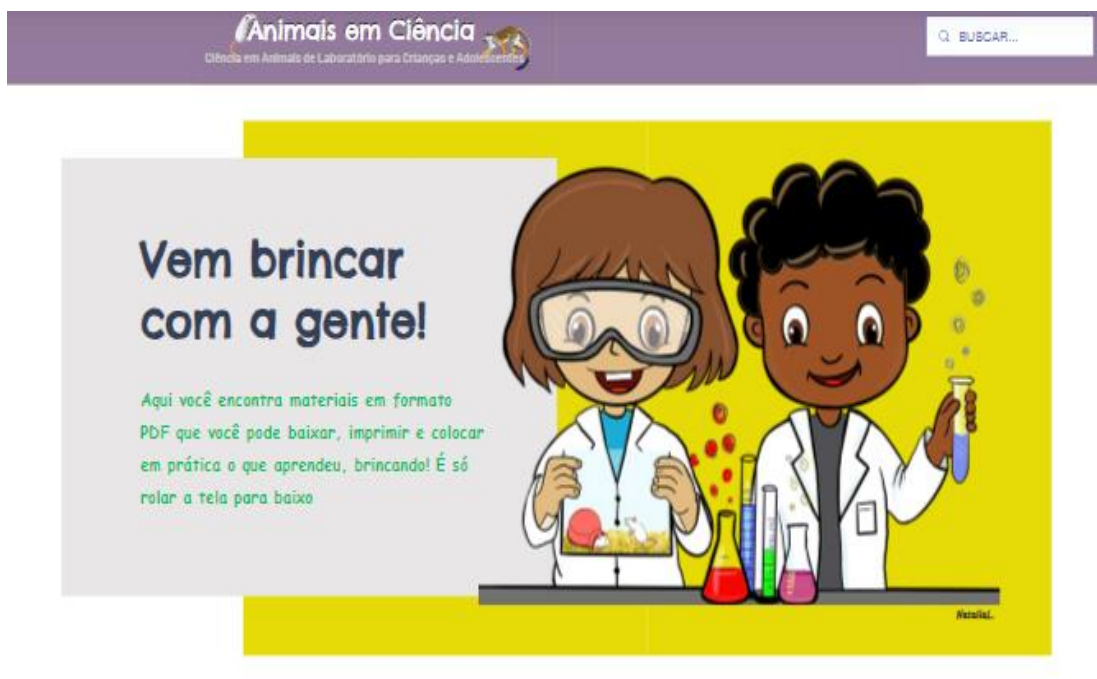 Animais em Ciência
Ciência em Animais de Laboratório para Crianças e Adolescentes
BUSCAR...
Vem brincar
com a gente!
Aqui você encontra materiais em formato
PDF que você pode baixar, imprimir e colocar
em prática o que aprendeu, brincando! É só
rolar a tela para baixo
NataliaL.